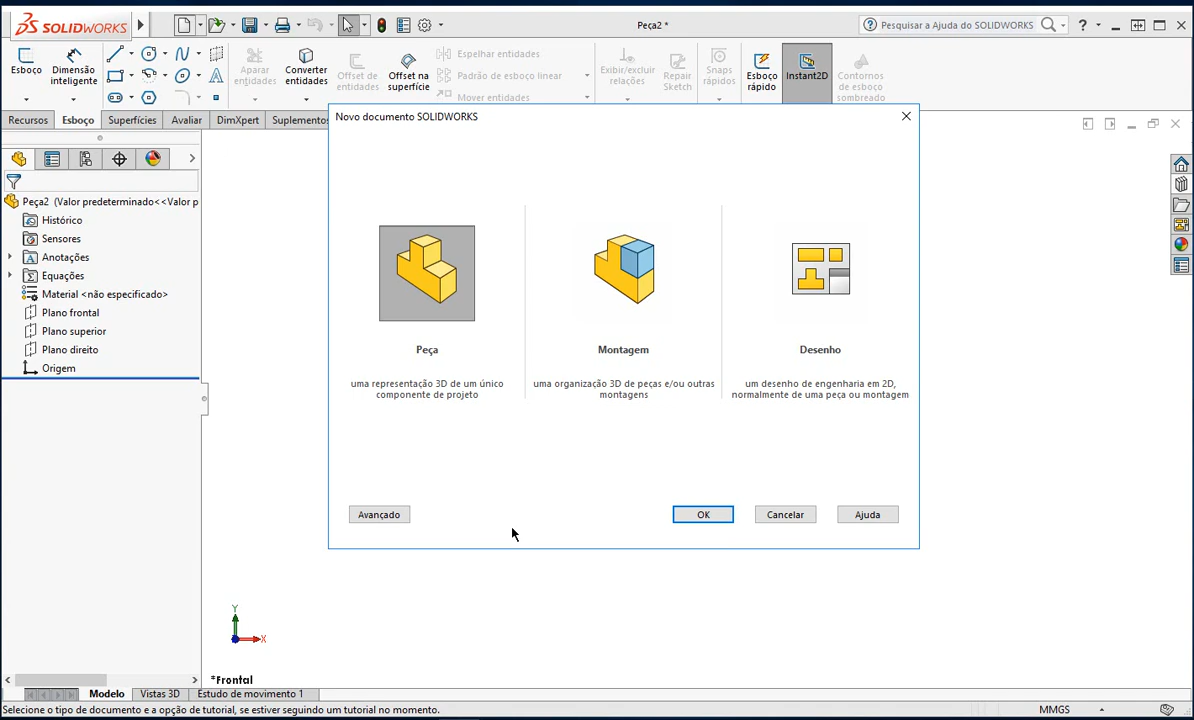 SOLIDWORKS
Peça2 *
Pesquisar a Ajuda do SOLIDWORKS
?
Esboço
Dimensão
inteligente
Aparar
entidades
Converter
entidades
Offset de
entidades
Offset na
superfície
Espelhar entidades
Padrão de esboço linear
Mover entidades
Exibir/excluir
relações
Repair
Sketch
Snaps
rápidos
Esboço
rápido
Instant2D
Contornos
de esboço
sombreado
Recursos
Esboço
Superfícies
Avaliar
DimXpert
Suplemento
Novo documento SOLIDWORKS
Peça2 (Valor predeterminado<<Valor p
Histórico
Sensores
Anotações
Equações
Material <não especificado>
Plano frontal
Plano superior
Plano direito
Origem
Peça
uma representação 3D de um único
componente de projeto
Montagem
uma organização 3D de peças e/ou outras
montagens
Desenho
um desenho de engenharia em 2D,
normalmente de uma peça ou montagem
Avançado
OK
Cancelar
Ajuda
Y
X
*Frontal
Modelo
Vistas 3D
Estudo de movimento 1
Selecione o tipo de documento e a opção de tutorial, se estiver seguindo um tutorial no momento.
MMGS